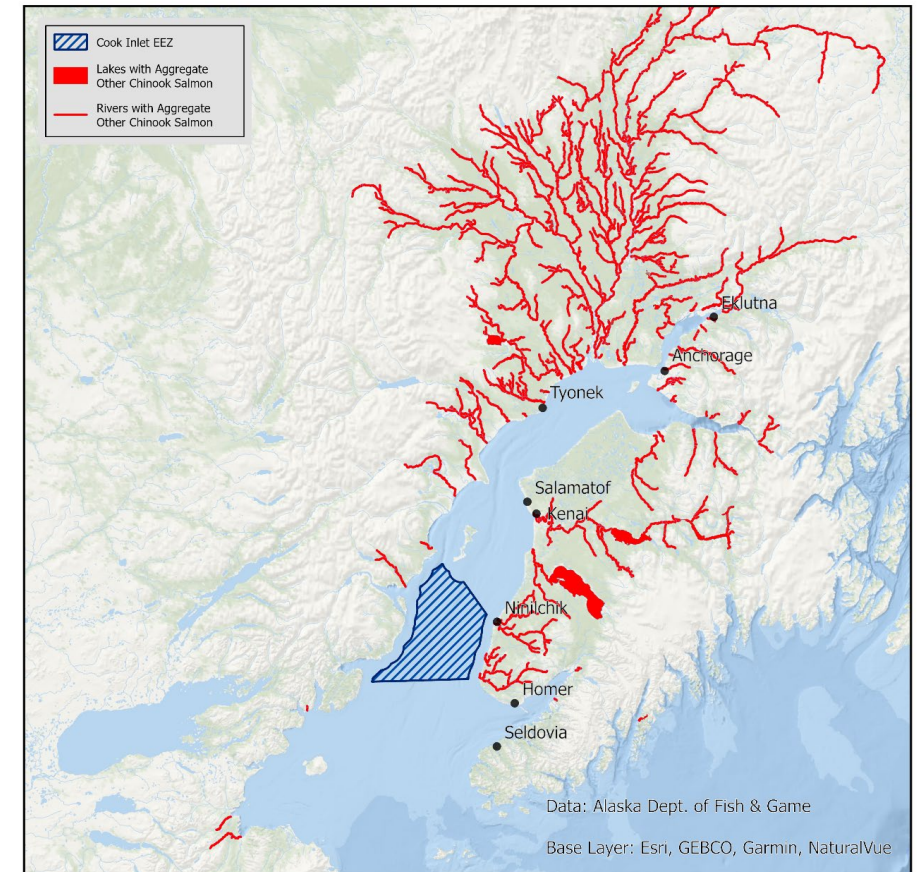 Cook Inlet EEZ
Lakes with Aggregate
Other Chinook Salmon
Rivers with Aggregate
Other Chinook Salmon
Eklutna
Anchorage
Tyonek
Salamatof
Kenai
Ninilchik
Homer
Seldovia
Data: Alaska Dept. of Fish & Game
Base Layer: Esri, GEBCO, Garmin, NaturalVue